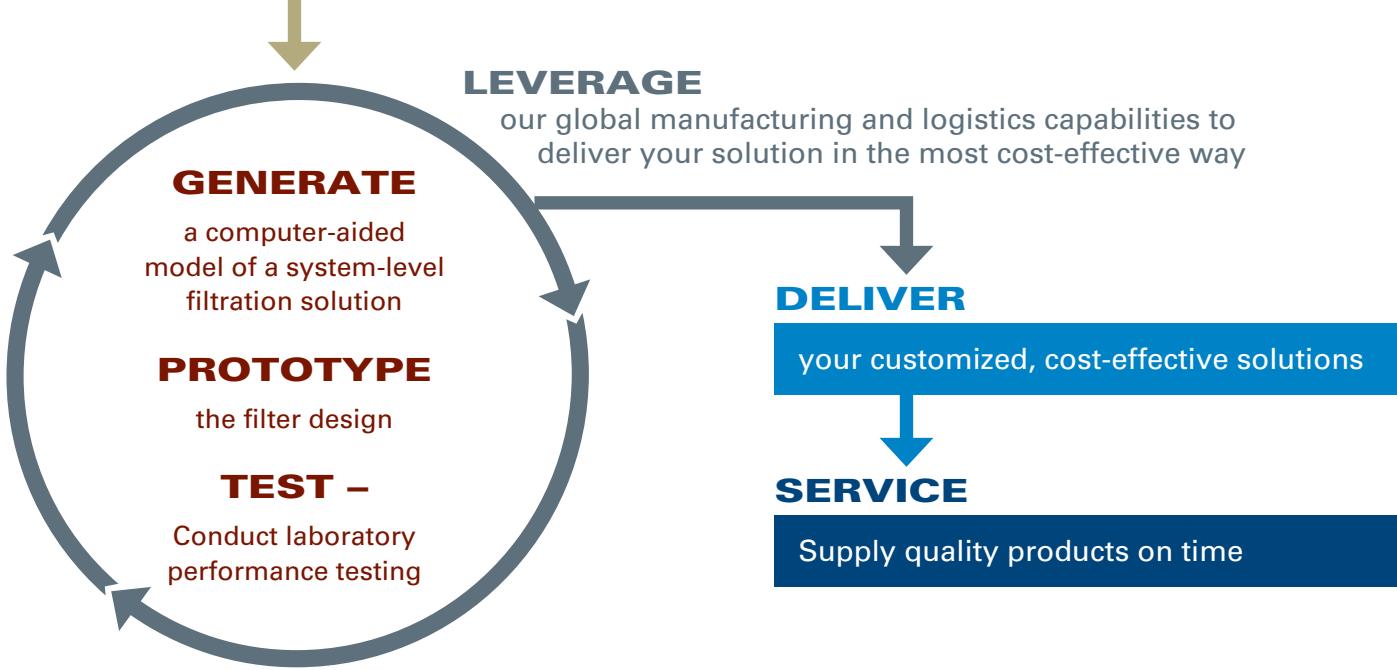 LEVERAGE
our global manufacturing and logistics capabilities to
deliver your solution in the most cost-effective way
GENERATE
a computer-aided
model of a system-level
filtration solution
PROTOTYPE
the filter design
TEST –
Conduct laboratory
performance testing
DELIVER
your customized, cost-effective solutions
SERVICE
Supply quality products on time